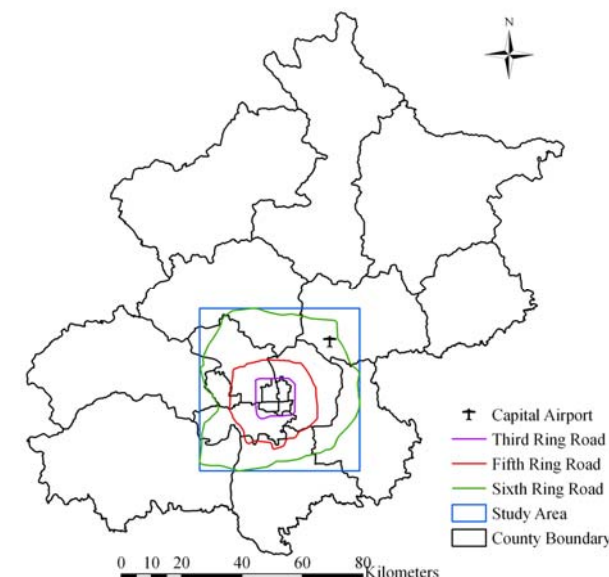 N
Capital Airport
Third Ring Road
Fifth Ring Road
Sixth Ring Road
Study Area
County Boundary
0 20 40 60 80
Kilometers